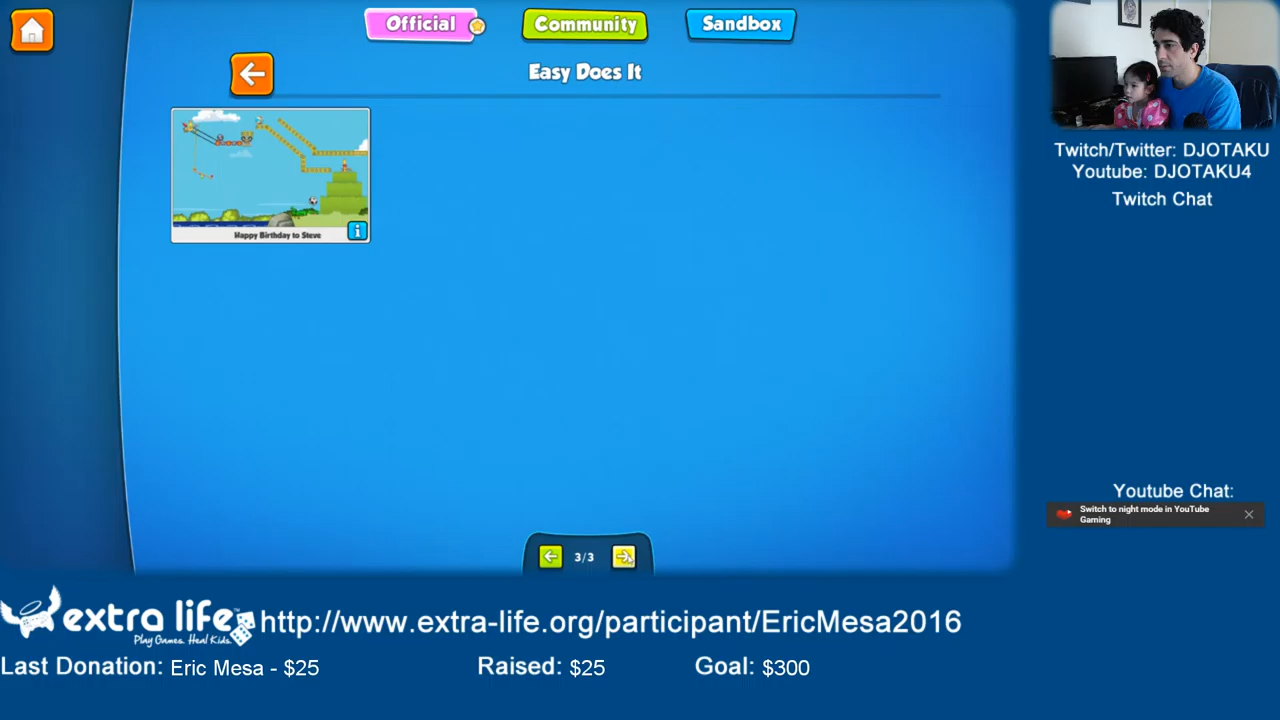 Official
Community
Sandbox
Easy Does It
Happy Birthday to Steve
i
3/3
Twitch/Twitter: DJOTAKU
Youtube: DJOTAKU4
Twitch Chat
Youtube Chat:
Switch to night mode in YouTube
Gaming
extra life
Play Games. Heal Kids.
http://www.extra-life.org/participant/EricMesa2016
Last Donation: Eric Mesa - $25
Raised: $25
Goal: $300